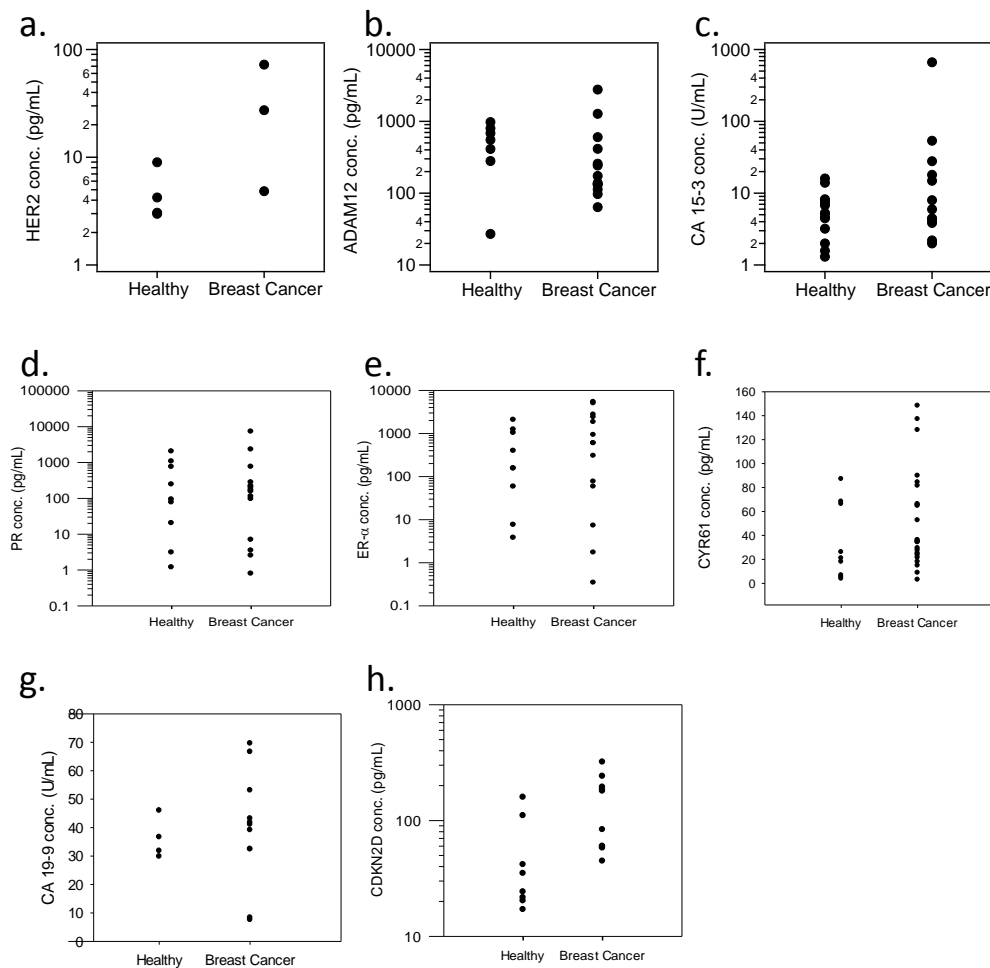 a.
HER2 conc. (pg/mL)
100
6
4
2
10
6
4
2
1
Healthy Breast Cancer
b.
ADAM12 conc. (pg/mL)
10000
4
2
1000
4
2
100
4
2
10
Healthy Breast Cancer
c.
CA 15-3 conc. (U/mL)
1000
4
2
100
4
2
10
4
2
1
Healthy Breast Cancer
d.
PR conc. (pg/mL)
100000
10000
1000
100
10
1
0.1
Healthy Breast Cancer
e.
ER-α conc. (pg/mL)
10000
1000
100
10
1
0.1
Healthy Breast Cancer
f.
CYR61 conc. (pg/mL)
160
140
120
100
80
60
40
20
0
Healthy Breast Cancer
g.
CA 19-9 conc. (U/mL)
80
70
60
50
40
30
20
10
0
Healthy Breast Cancer
h.
CDKN2D conc. (pg/mL)
1000
100
10
Healthy Breast Cancer